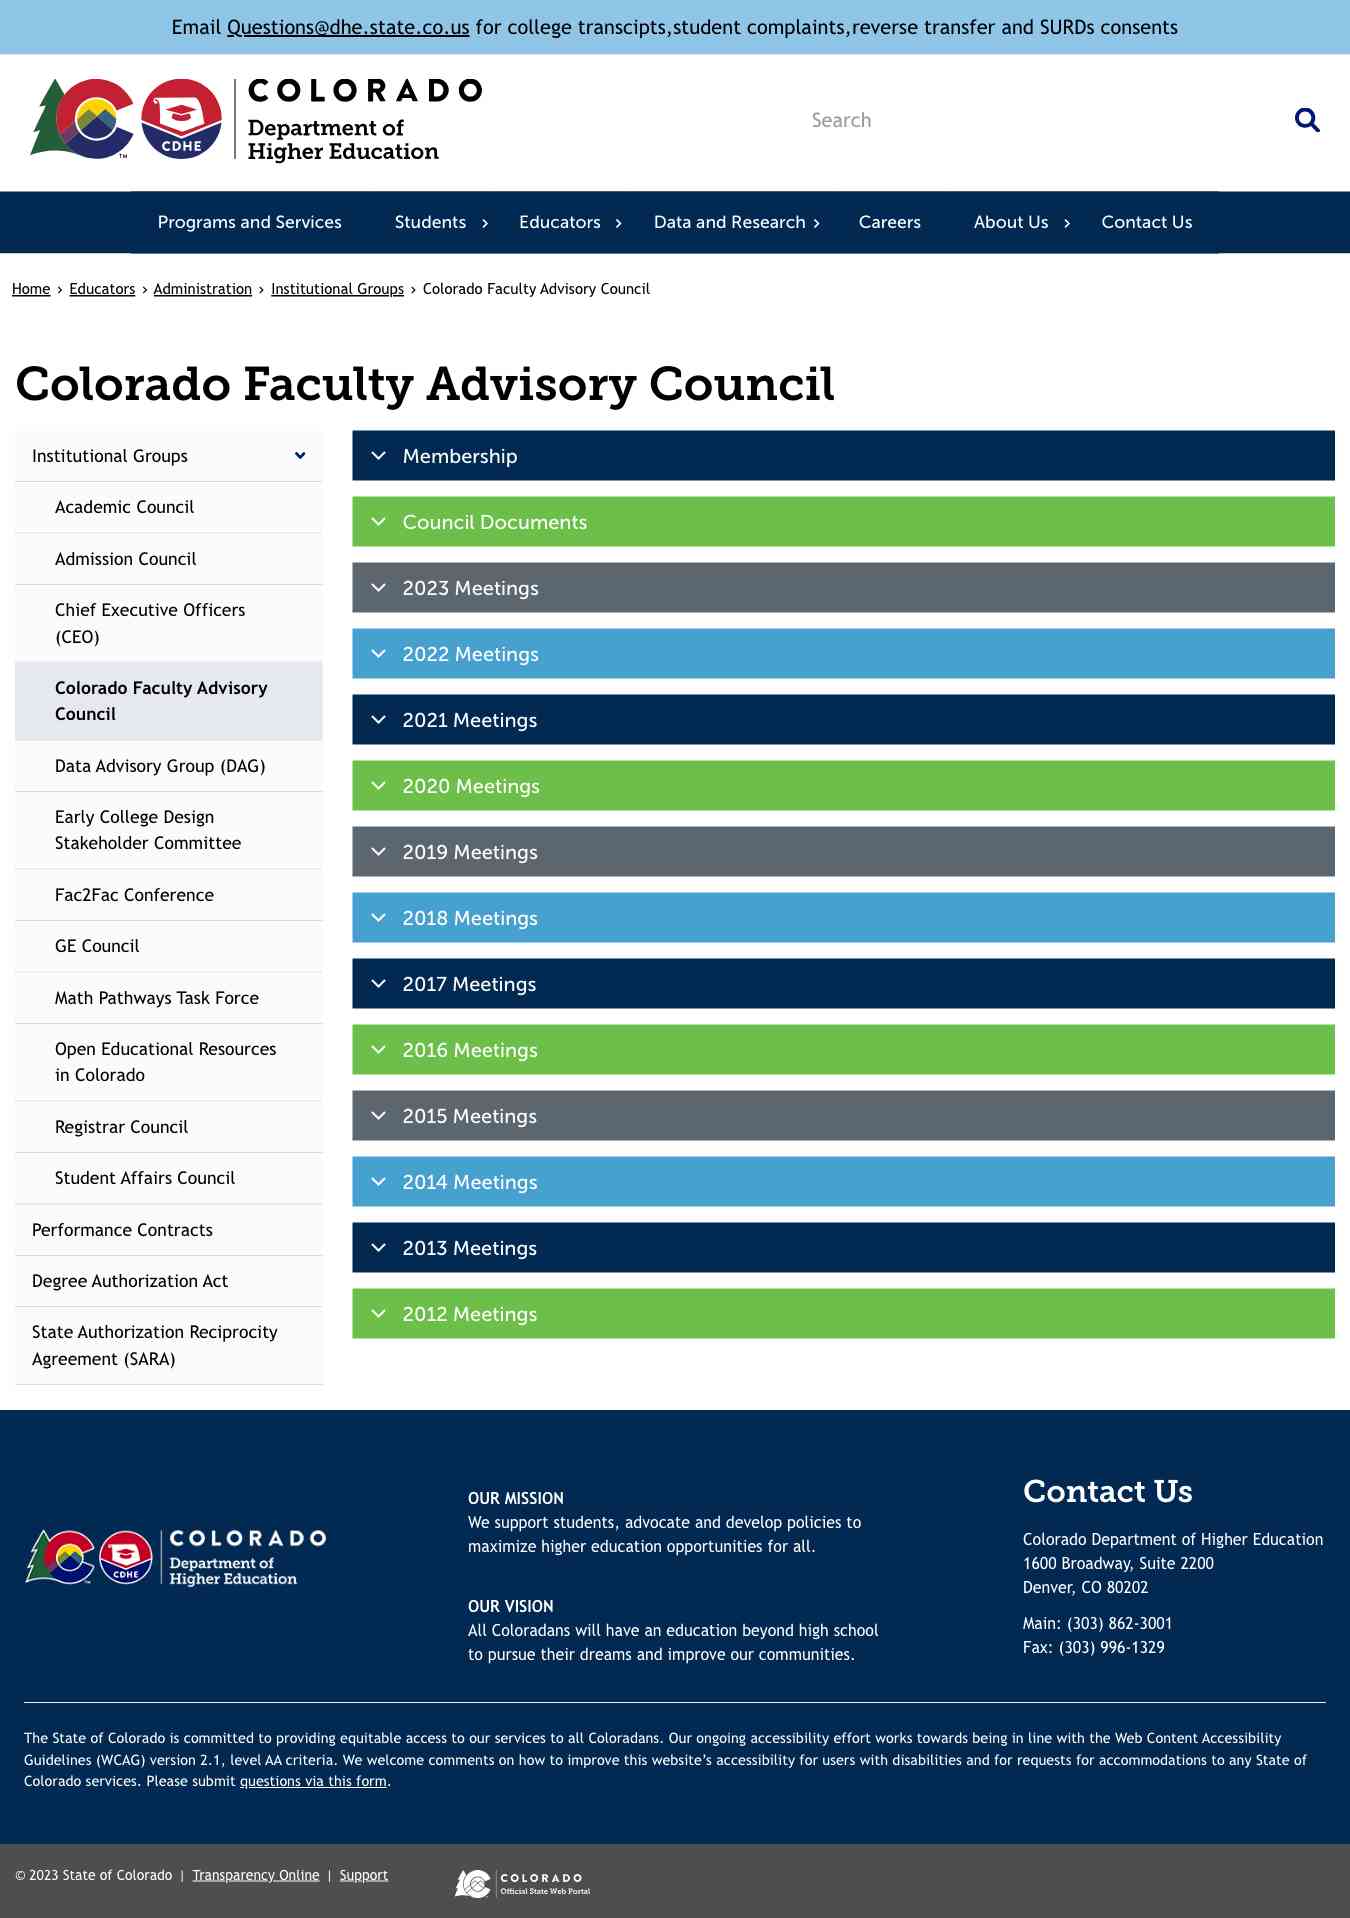 Email Questions@dhe.state.co.us for college transcipts,student complaints,reverse transfer and SURDs consents
CDHE
TM
COLORADO
Department of
Higher Education
Search
Programs and Services
Students
Educators
Data and Research
Careers
About Us
Contact Us
Home › Educators › Administration › Institutional Groups › Colorado Faculty Advisory Council
Colorado Faculty Advisory Council
Institutional Groups
Academic Council
Admission Council
Chief Executive Officers
(CEO)
Colorado Faculty Advisory
Council
Data Advisory Group (DAG)
Early College Design
Stakeholder Committee
Fac2Fac Conference
GE Council
Math Pathways Task Force
Open Educational Resources
in Colorado
Registrar Council
Student Affairs Council
Performance Contracts
Degree Authorization Act
State Authorization Reciprocity
Agreement (SARA)
Membership
Council Documents
2023 Meetings
2022 Meetings
2021 Meetings
2020 Meetings
2019 Meetings
2018 Meetings
2017 Meetings
2016 Meetings
2015 Meetings
2014 Meetings
2013 Meetings
2012 Meetings
CDHE
COLORADO
Department of
Higher Education
OUR MISSION
We support students, advocate and develop policies to
maximize higher education opportunities for all.
OUR VISION
All Coloradans will have an education beyond high school
to pursue their dreams and improve our communities.
Contact Us
Colorado Department of Higher Education
1600 Broadway, Suite 2200
Denver, CO 80202
Main: (303) 862-3001
Fax: (303) 996-1329
The State of Colorado is committed to providing equitable access to our services to all Coloradans. Our ongoing accessibility effort works towards being in line with the Web Content Accessibility
Guidelines (WCAG) version 2.1, level AA criteria. We welcome comments on how to improve this website’s accessibility for users with disabilities and for requests for accommodations to any State of
Colorado services. Please submit questions via this form.
© 2023 State of Colorado | Transparency Online | Support
COLORADO
Official State Web Portal